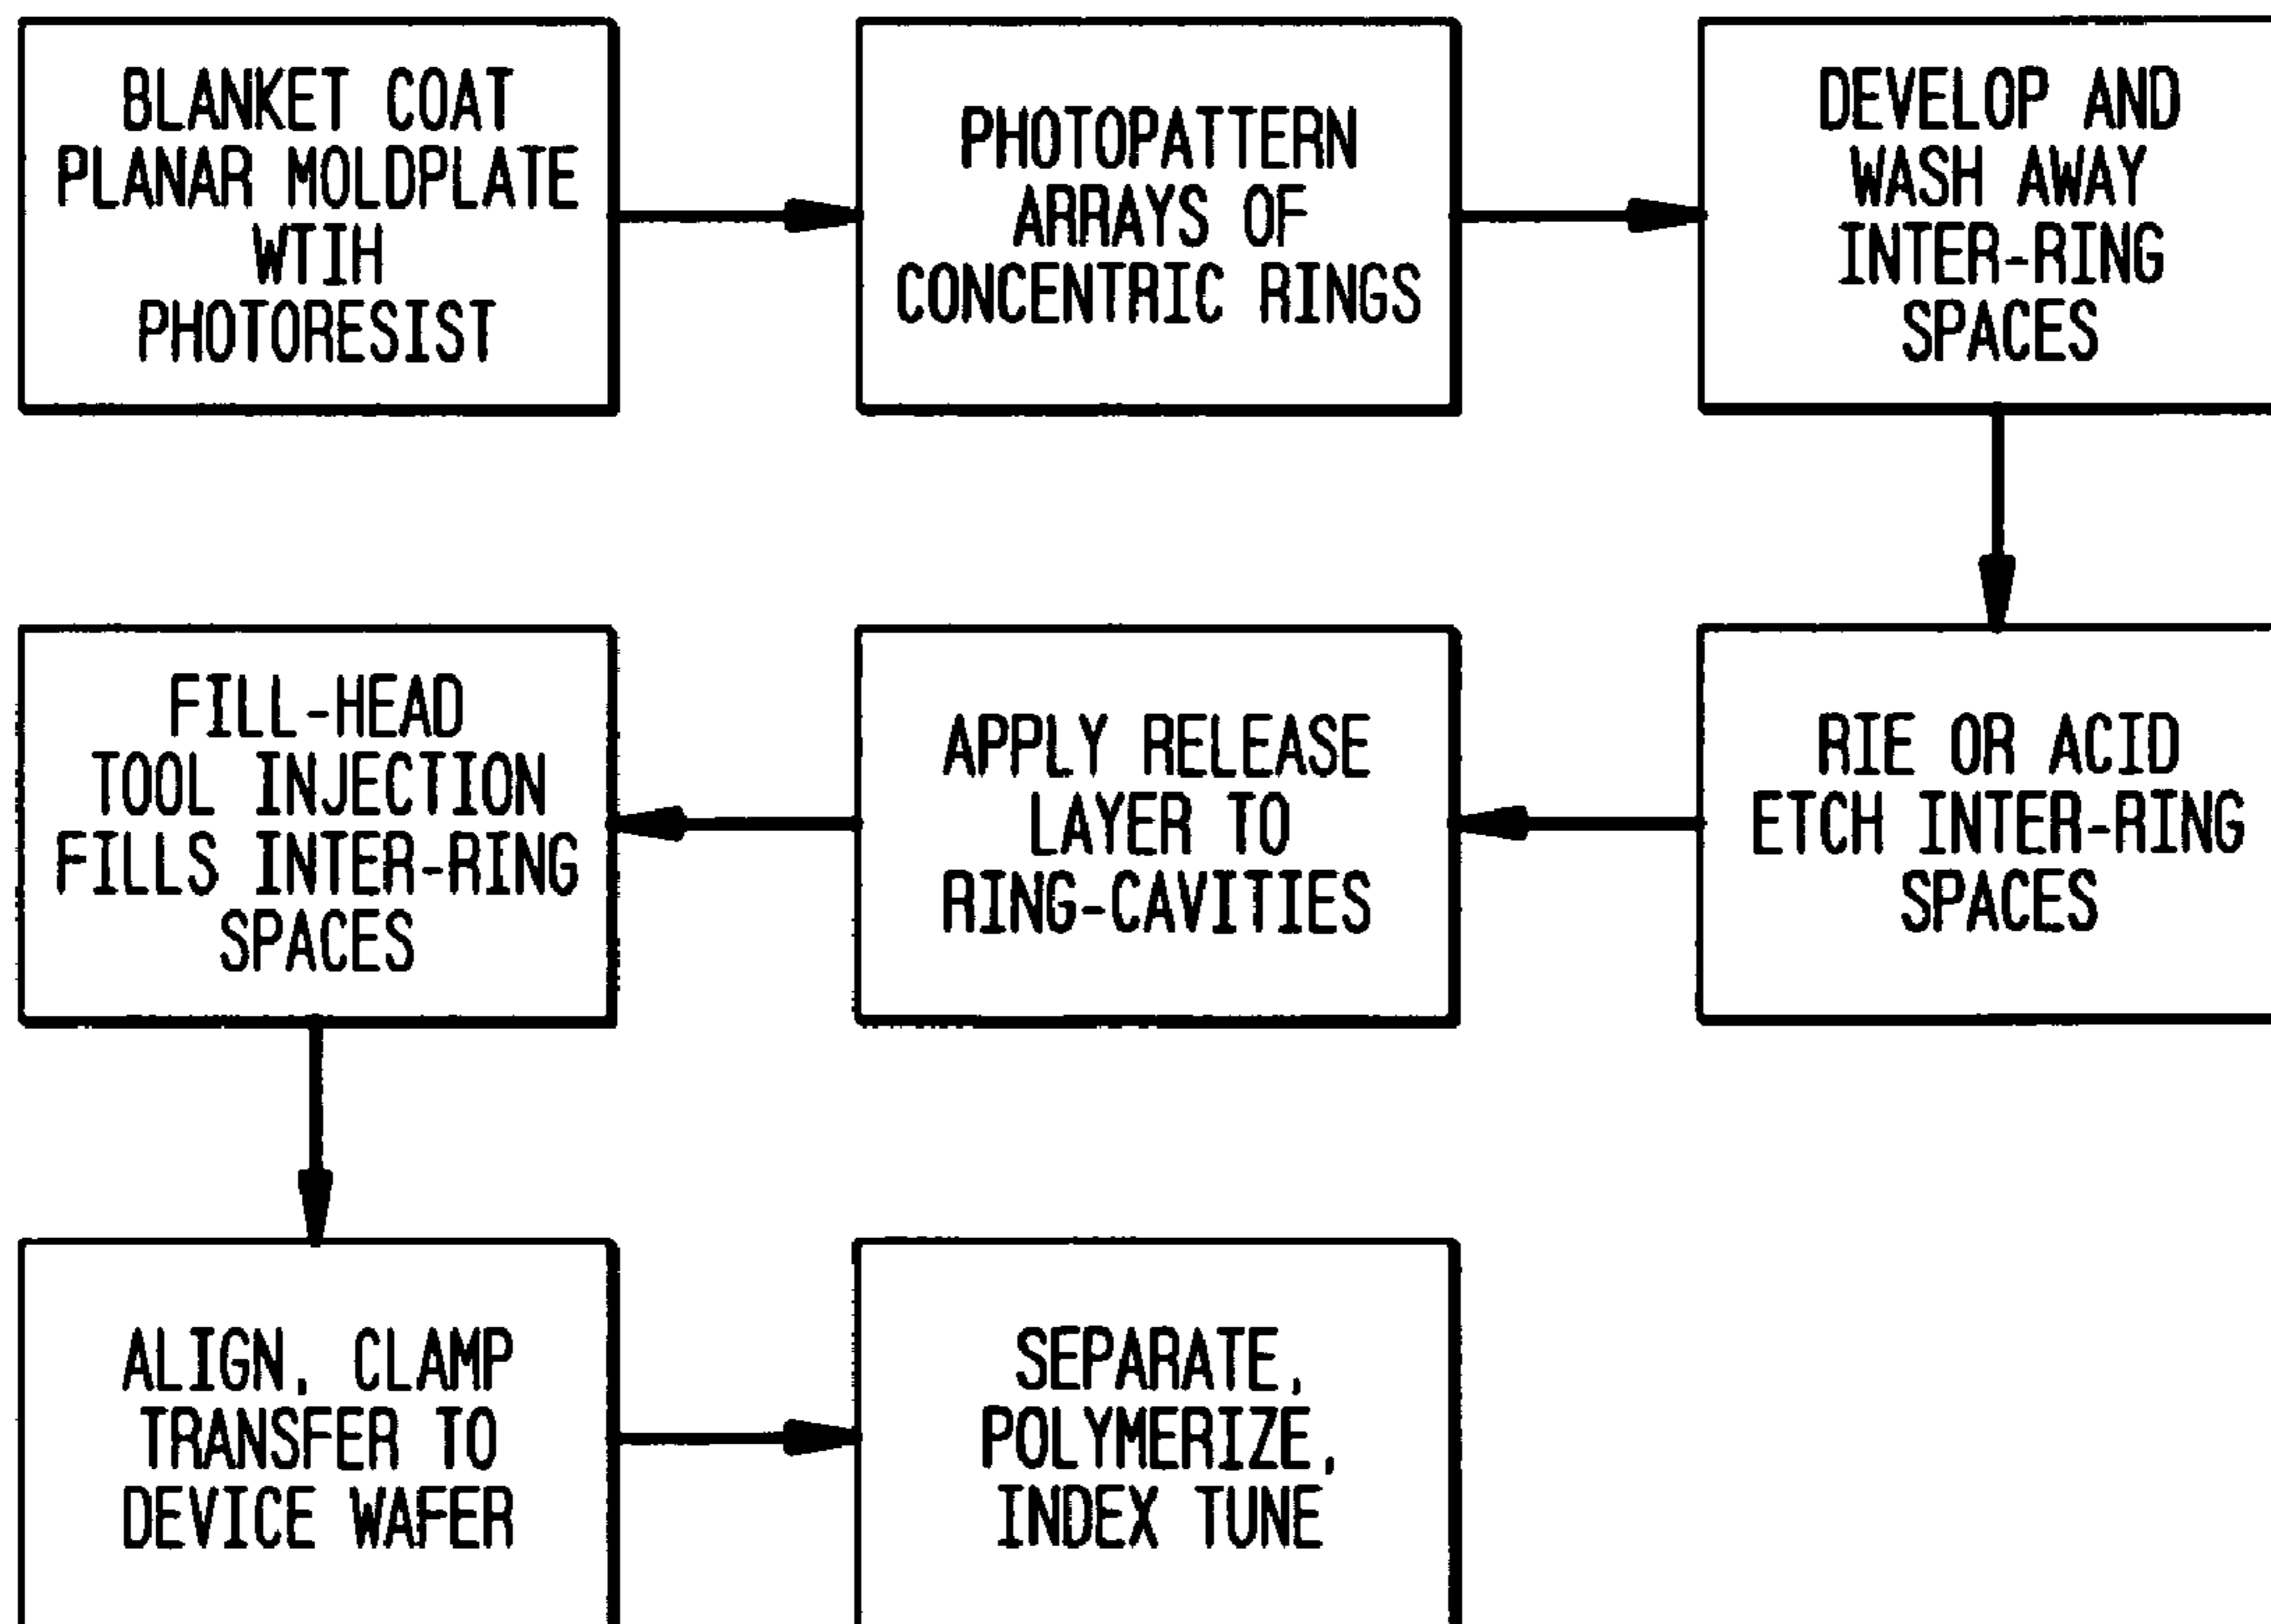 BLANKET COAT
PLANAR MOLDPLATE
WTIH
PHOTORESIST
PHOTOPATTERN
ARRAYS OF
CONCENTRIC RINGS
DEVELOP AND
WASH AWAY
INTER-RING
SPACES
RIE OR ACID
ETCH INTER-RING
SPACES
APPLY RELEASE
LAYER TO
RING-CAVITIES
FILL-HEAD
TOOL INJECTION
FILLS INTER-RING
SPACES
ALIGN, CLAMP
TRANSFER TO
DEVICE WAFER
SEPARATE,
POLYMERIZE,
INDEX TUNE